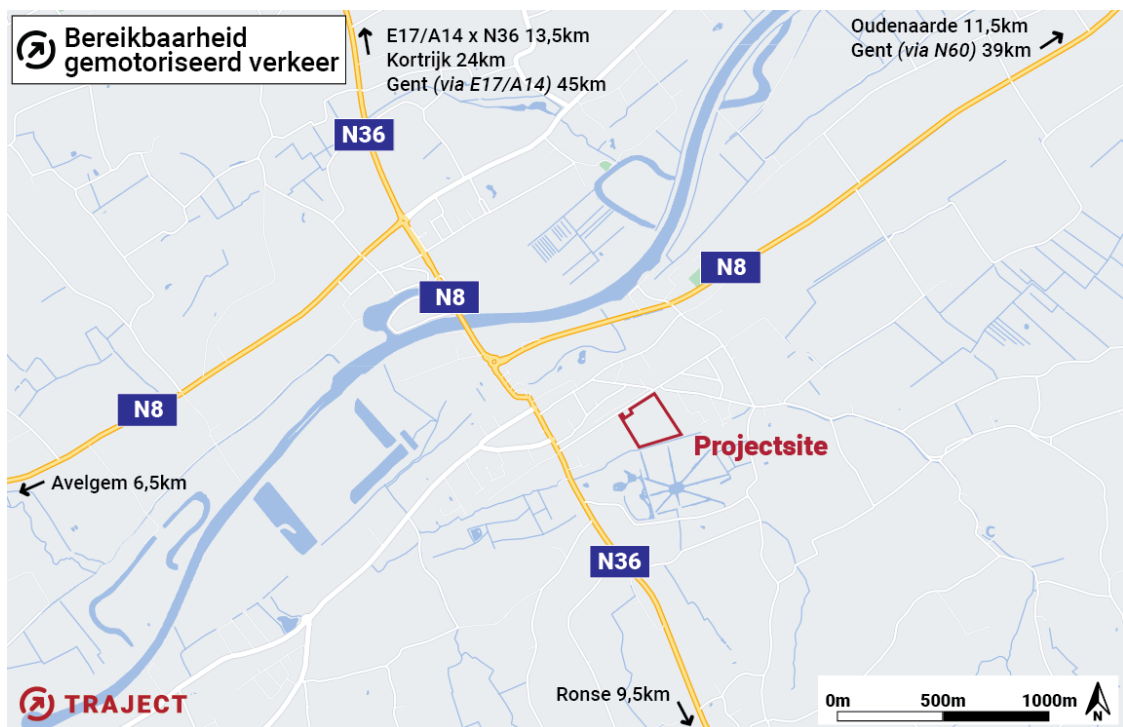 Bereikbaarheid
gemotoriseerd verkeer
E17/A14 x N36 13,5km
Kortrijk 24km
Gent (via E17/A14) 45km
Oudenaarde 11,5km
Gent (via N60) 39km
N36
N8
N8
N8
Projectsite
Avelgem 6,5km
N36
Ronse 9,5km
TRAJECT
0m 500m 1000m
N